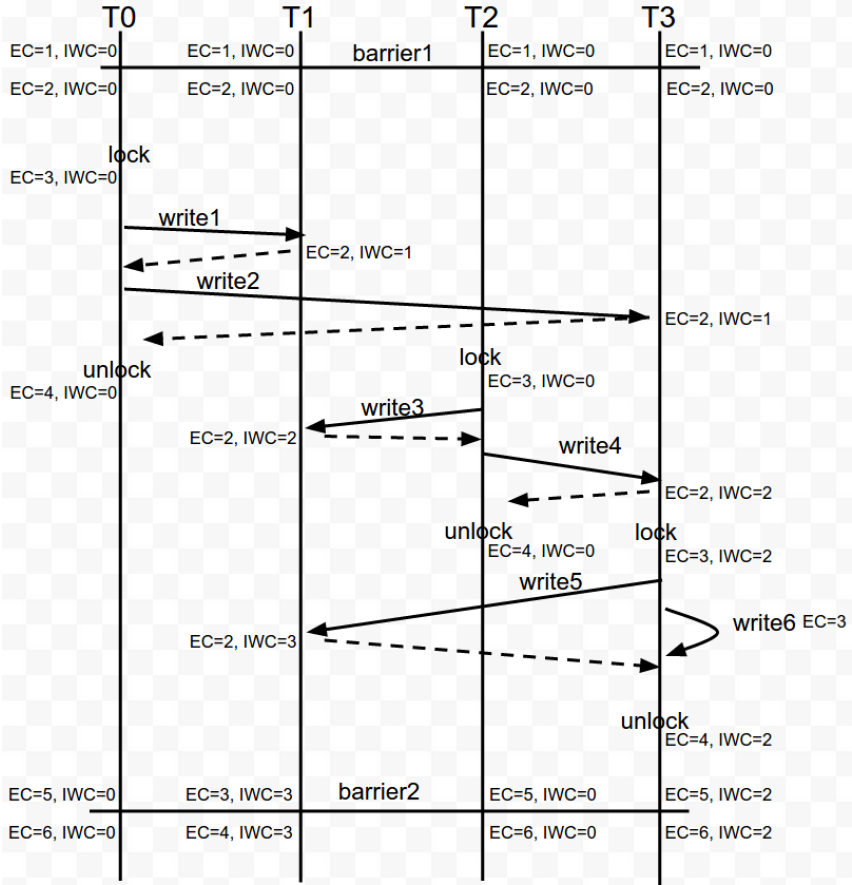 T0 T1 T2 T3
EC=1, IWC=0 EC=1, IWC=0 barrier1 EC=1, IWC=0 EC=1, IWC=0
EC=2, IWC=0 EC=2, IWC=0 EC=2, IWC=0 EC=2, IWC=0
lock
EC=3, IWC=0
write1
EC=2, IWC=1
write2
EC=2, IWC=1
lock
unlock
EC=3, IWC=0
EC=4, IWC=0
write3
EC=2, IWC=2
write4
EC=2, IWC=2
unlock lock
EC=4, IWC=0 EC=3, IWC=2
write5
write6 EC=3
EC=2, IWC=3
unlock
EC=4, IWC=2
EC=5, IWC=0 EC=3, IWC=3 barrier2 EC=5, IWC=0 EC=5, IWC=2
EC=6, IWC=0 EC=4, IWC=3 EC=6, IWC=0 EC=6, IWC=2